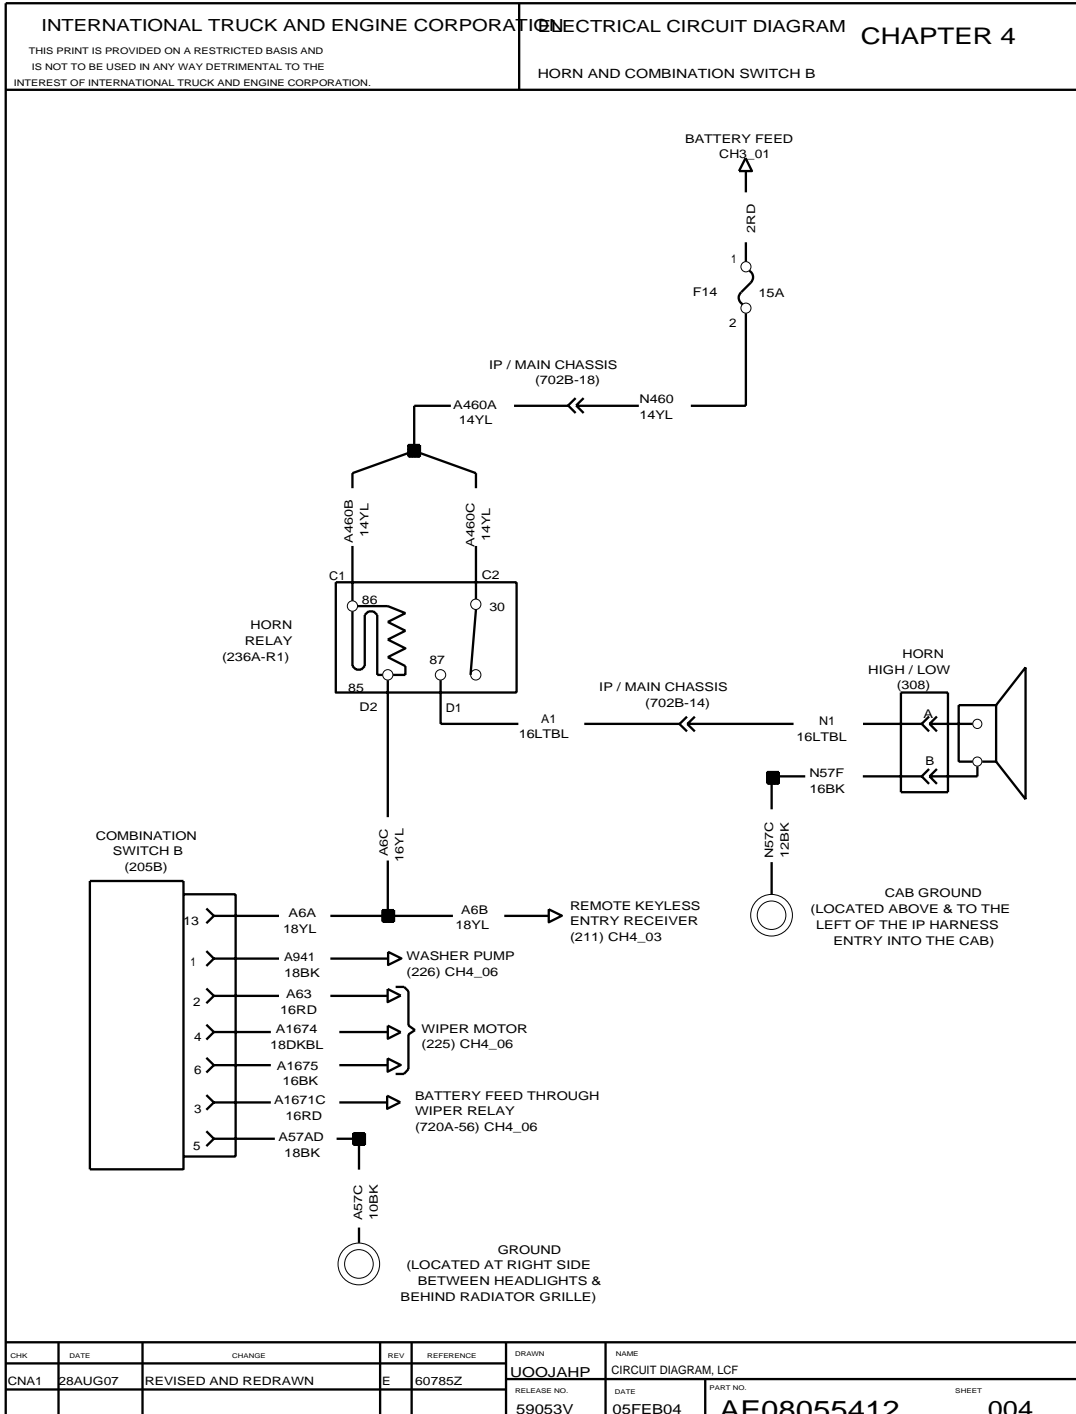 INTERNATIONAL TRUCK AND ENGINE CORPORATION
THIS PRINT IS PROVIDED ON A RESTRICTED BASIS AND
IS NOT TO BE USED IN ANY WAY DETRIMENTAL TO THE
INTEREST OF INTERNATIONAL TRUCK AND ENGINE CORPORATION.
ELECTRICAL CIRCUIT DIAGRAM
CHAPTER 4
HORN AND COMBINATION SWITCH B
BATTERY FEED
CH3_01
2RD
1
F14
15A
2
IP / MAIN CHASSIS
(702B-18)
A460A
14YL
N460
14YL
A460B
14YL
A460C
14YL
C1
C2
86
30
HORN
RELAY
(236A-R1)
87
85
D2
D1
IP / MAIN CHASSIS
(702B-14)
A1
16LTBL
N1
16LTBL
HORN
HIGH / LOW
(308)
A
B
N57F
16BK
N57C
12BK
CAB GROUND
(LOCATED ABOVE & TO THE
LEFT OF THE IP HARNESS
ENTRY INTO THE CAB)
A6C
16YL
COMBINATION
SWITCH B
(205B)
13
A6A
18YL
A6B
18YL
REMOTE KEYLESS
ENTRY RECEIVER
(211) CH4_03
1
A941
18BK
WASHER PUMP
(226) CH4_06
2
A63
16RD
4
A1674
18DKBL
WIPER MOTOR
(225) CH4_06
6
A1675
16BK
3
A1671C
16RD
BATTERY FEED THROUGH
WIPER RELAY
(720A-56) CH4_06
5
A57AD
18BK
A57C
10BK
GROUND
(LOCATED AT RIGHT SIDE
BETWEEN HEADLIGHTS &
BEHIND RADIATOR GRILLE)
CHK DATE CHANGE REV REFERENCE
CNA1 28AUG07 REVISED AND REDRAWN E 60785Z
DRAWN
UOOJAHP
NAME
CIRCUIT DIAGRAM, LCF
RELEASE NO.
59053V
DATE
05FEB04
PART NO.
AE08055412
SHEET
004